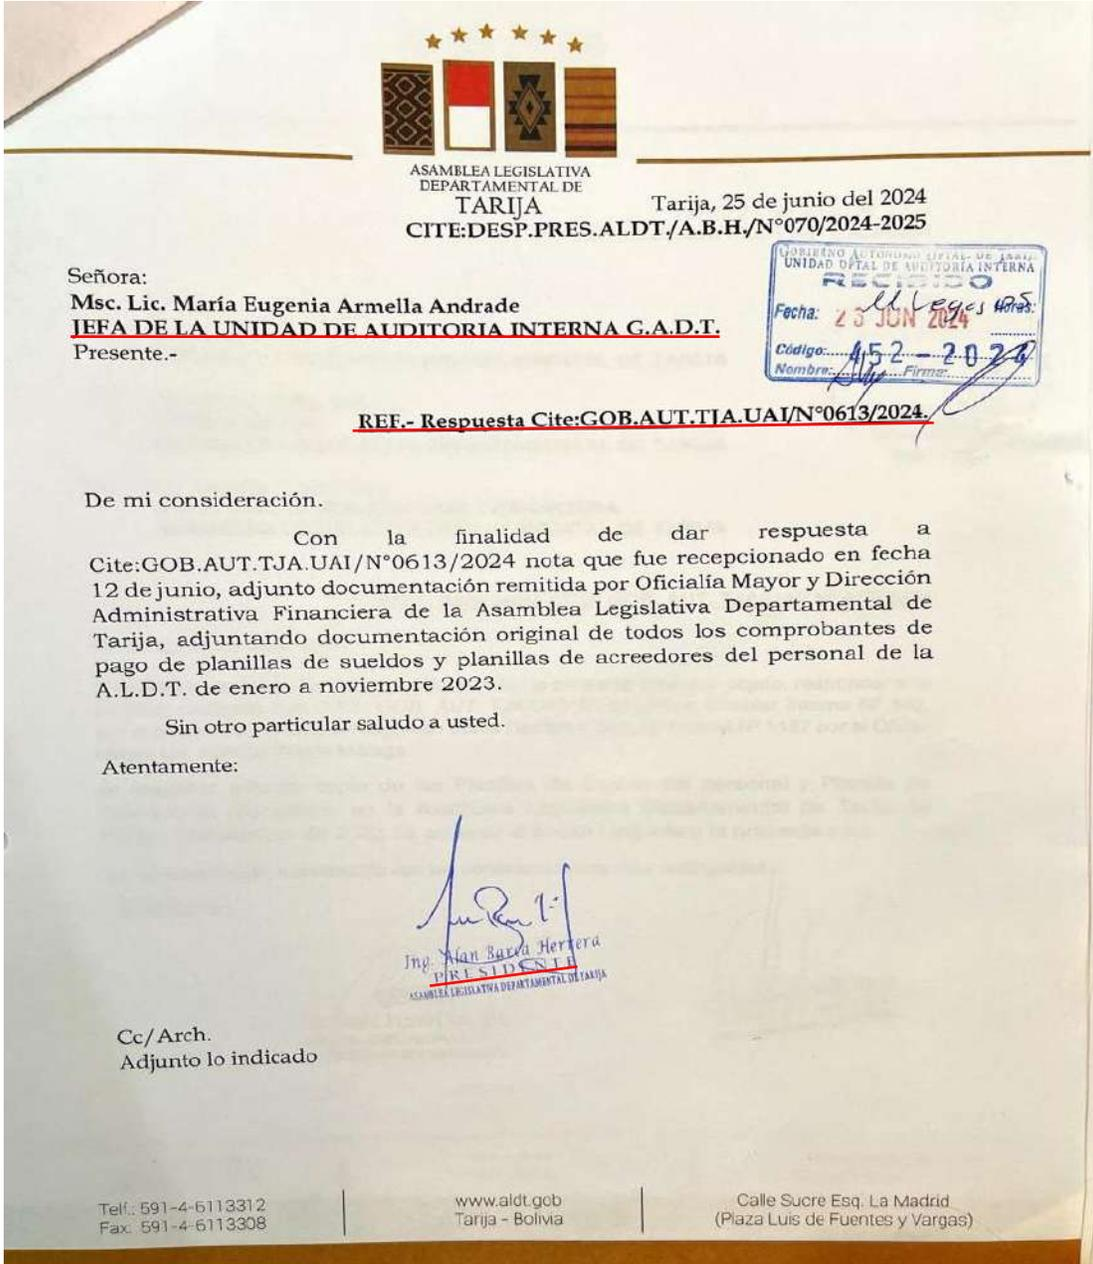 ASAMBLEA LEGISLATIVA
DEPARTAMENTAL DE
TARIJA
Tarija, 25 de junio del 2024
CITE:DESP.PRES.ALDT./A.B.H./N°070/2024-2025
GOBIERNO AUTONOMO DPTAL. DE TARIJA
UNIDAD DPTAL DE AUDITORÍA INTERNA
RECIBIDO
Fecha: JUN 2024 Horas:
Código: 452-2024
Nombre: Firma:
Señora:
Msc. Lic. María Eugenia Armella Andrade
JEFA DE LA UNIDAD DE AUDITORIA INTERNA G.A.D.T.
Presente.-
REF.- Respuesta Cite:GOB.AUT.TJA.UAI/N°0613/2024.
De mi consideración.
Con la finalidad de dar respuesta a
Cite:GOB.AUT.TJA.UAI/N°0613/2024 nota que fue recepcionado en fecha
12 de junio, adjunto documentación remitida por Oficialía Mayor y Dirección
Administrativa Financiera de la Asamblea Legislativa Departamental de
Tarija, adjuntando documentación original de todos los comprobantes de
pago de planillas de sueldos y planillas de acreedores del personal de la
A.L.D.T. de enero a noviembre 2023.
Sin otro particular saludo a usted.
Atentamente:
Ing. Alan Barca Herrera
PRESIDENTE
ASAMBLEA LEGISLATIVA DEPARTAMENTAL DE TARIJA
Cc/Arch.
Adjunto lo indicado
Telf.: 591-4-6113312
Fax: 591-4-6113308
www.aldt.gob
Tarija - Bolivia
Calle Sucre Esq. La Madrid
(Plaza Luis de Fuentes y Vargas)